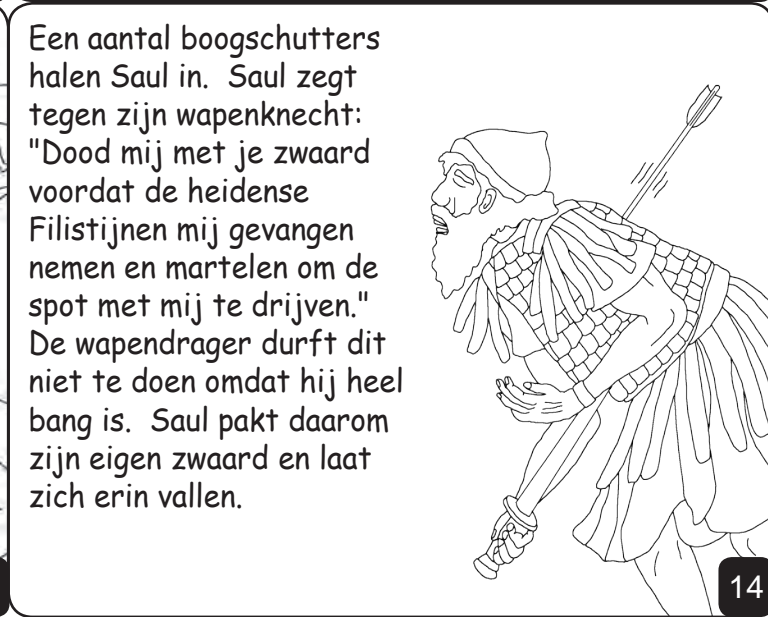 Een aantal boogschutters
halen Saul in.  Saul zegt
tegen zijn wapenknecht:
"Dood mij met je zwaard
voordat de heidense
Filistijnen mij gevangen
nemen en martelen om de
spot met mij te drijven."
De wapendrager durft dit
niet te doen omdat hij heel
bang is.  Saul pakt daarom
zijn eigen zwaard en laat
zich erin vallen.
14